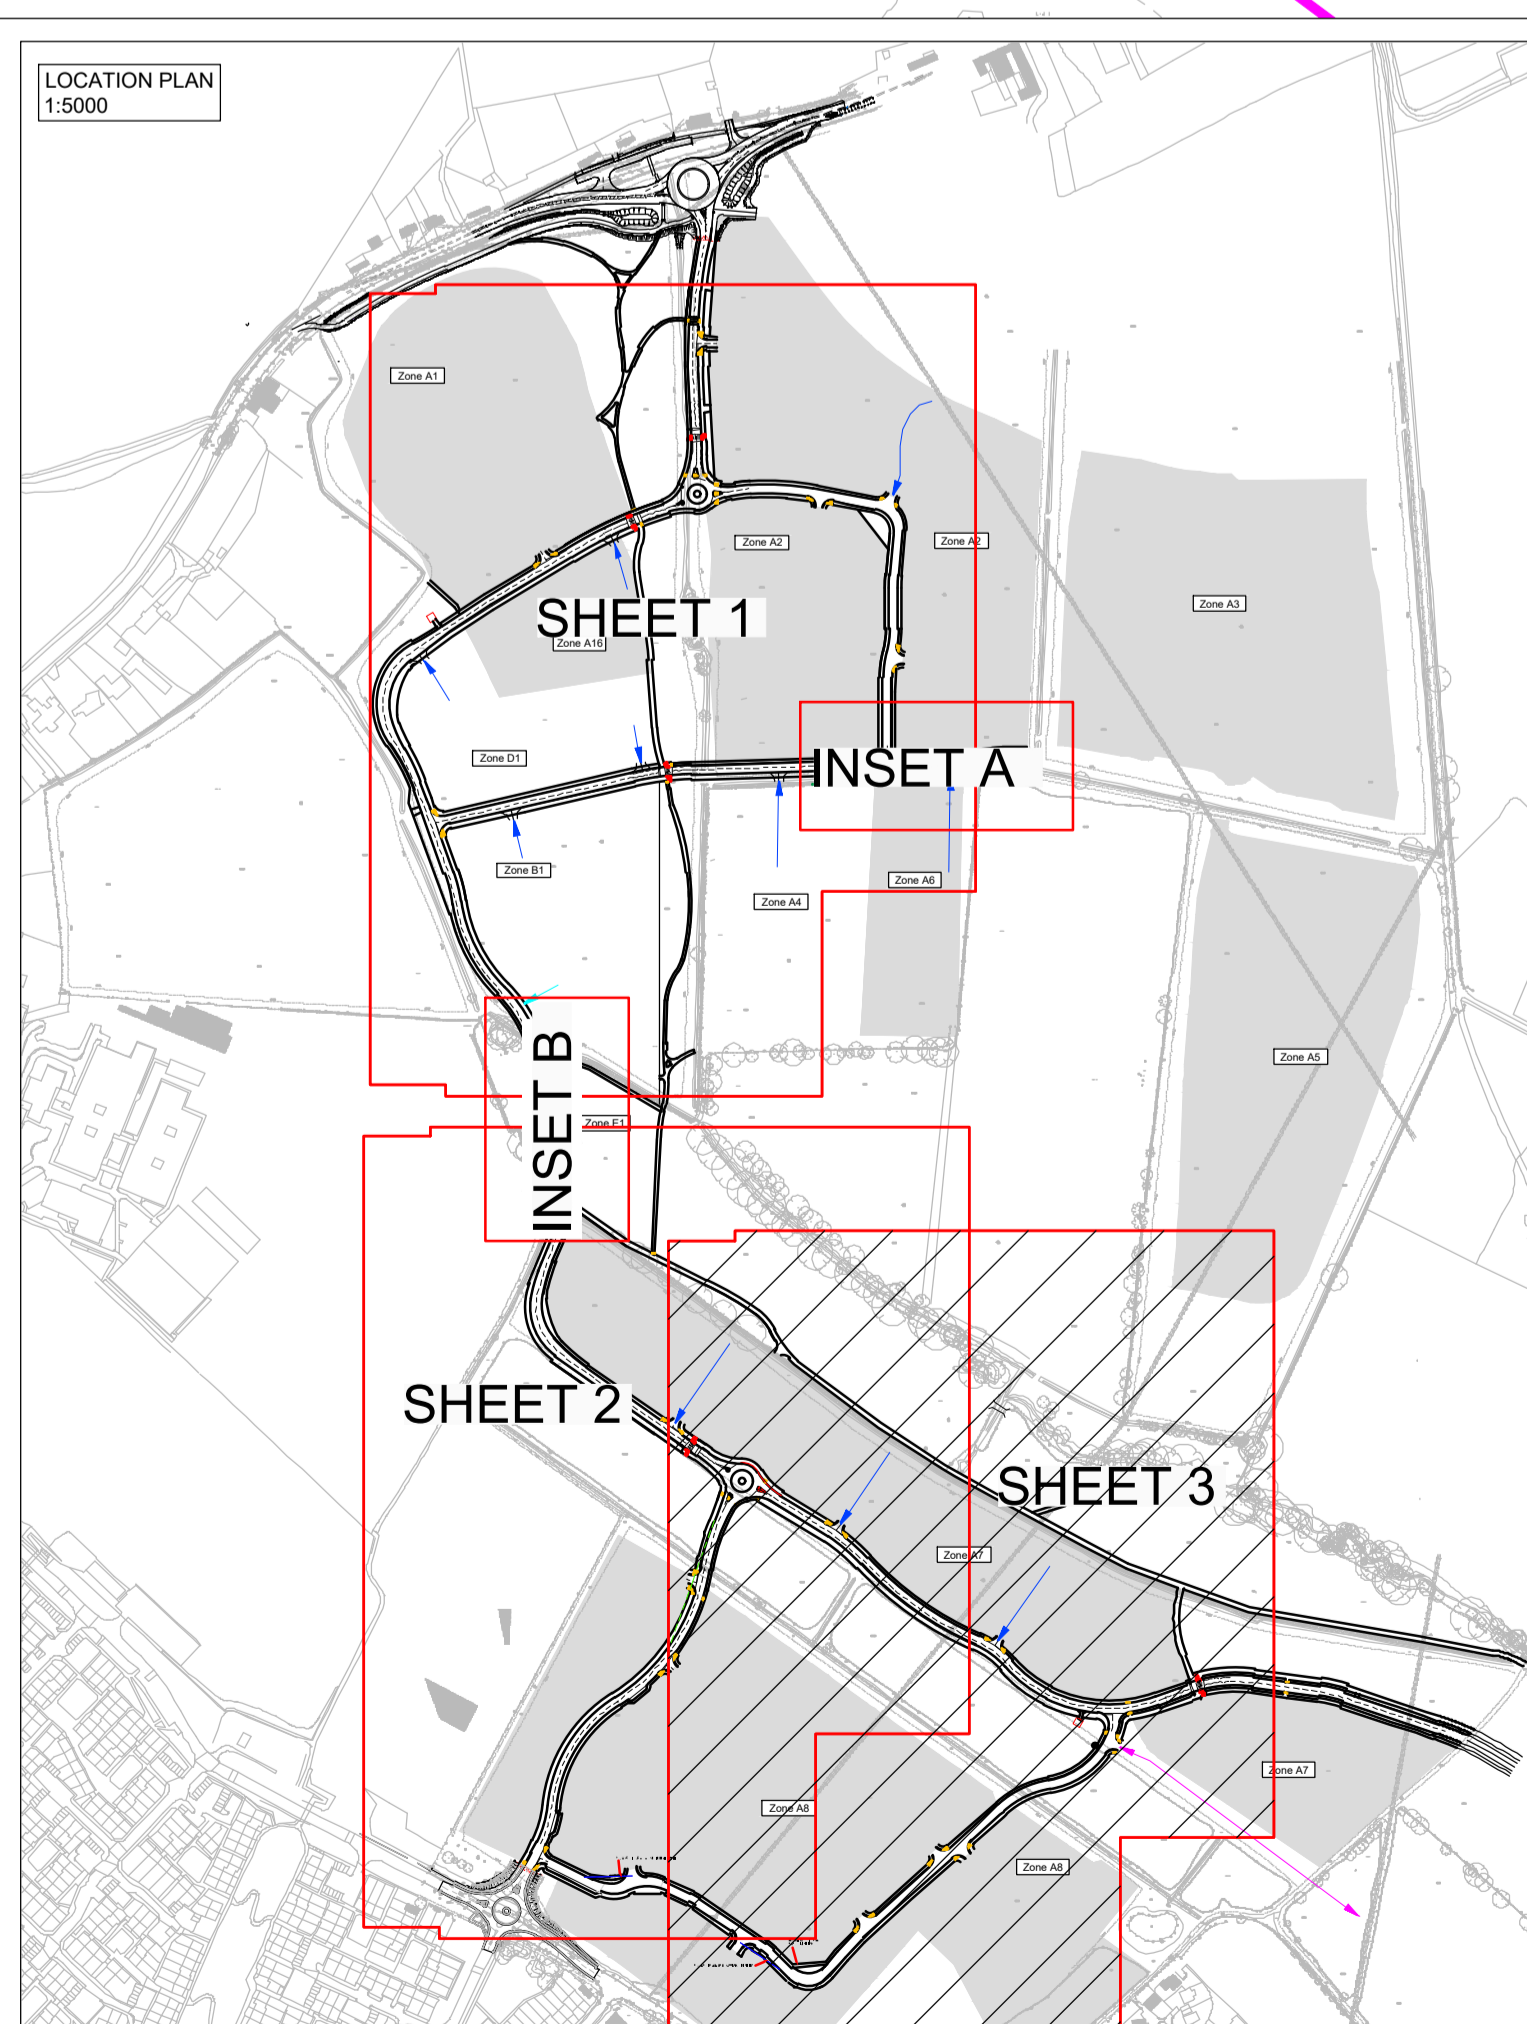 LOCATION PLAN
1:5000
Zone A1
Zone A2
Zone A2
Zone A3
SHEET 1
Zone A16
Zone D1
INSET A
Zone B1
Zone A6
Zone A4
INSET B
Zone A5
Zone E1
SHEET 2
SHEET 3
Zone A7
Zone A7
Zone A8
Zone A8